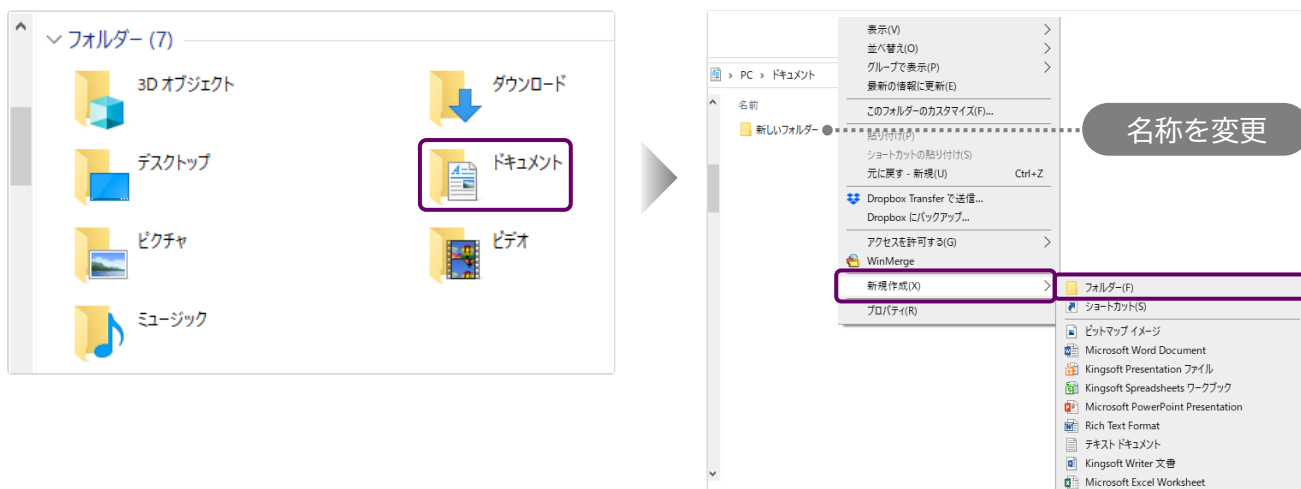 フォルダー (7)
3D オブジェクト
ダウンロード
デスクトップ
ドキュメント
ピクチャ
ビデオ
ミュージック
PC › ドキュメント
名前
新しいフォルダー
名称を変更
表示(V)
並べ替え(O)
グループで表示(P)
最新の情報に更新(E)
このフォルダーのカスタマイズ(F)...
貼り付け(P)
ショートカットの貼り付け(S)
元に戻す - 新規(U) Ctrl+Z
Dropbox Transfer で送信...
Dropbox にバックアップ...
アクセスを許可する(G)
WinMerge
新規作成(X)
プロパティ(R)
フォルダー(F)
ショートカット(S)
ビットマップ イメージ
Microsoft Word Document
Kingsoft Presentation ファイル
Kingsoft Spreadsheets ワークブック
Microsoft PowerPoint Presentation
Rich Text Format
テキスト ドキュメント
Kingsoft Writer 文書
Microsoft Excel Worksheet